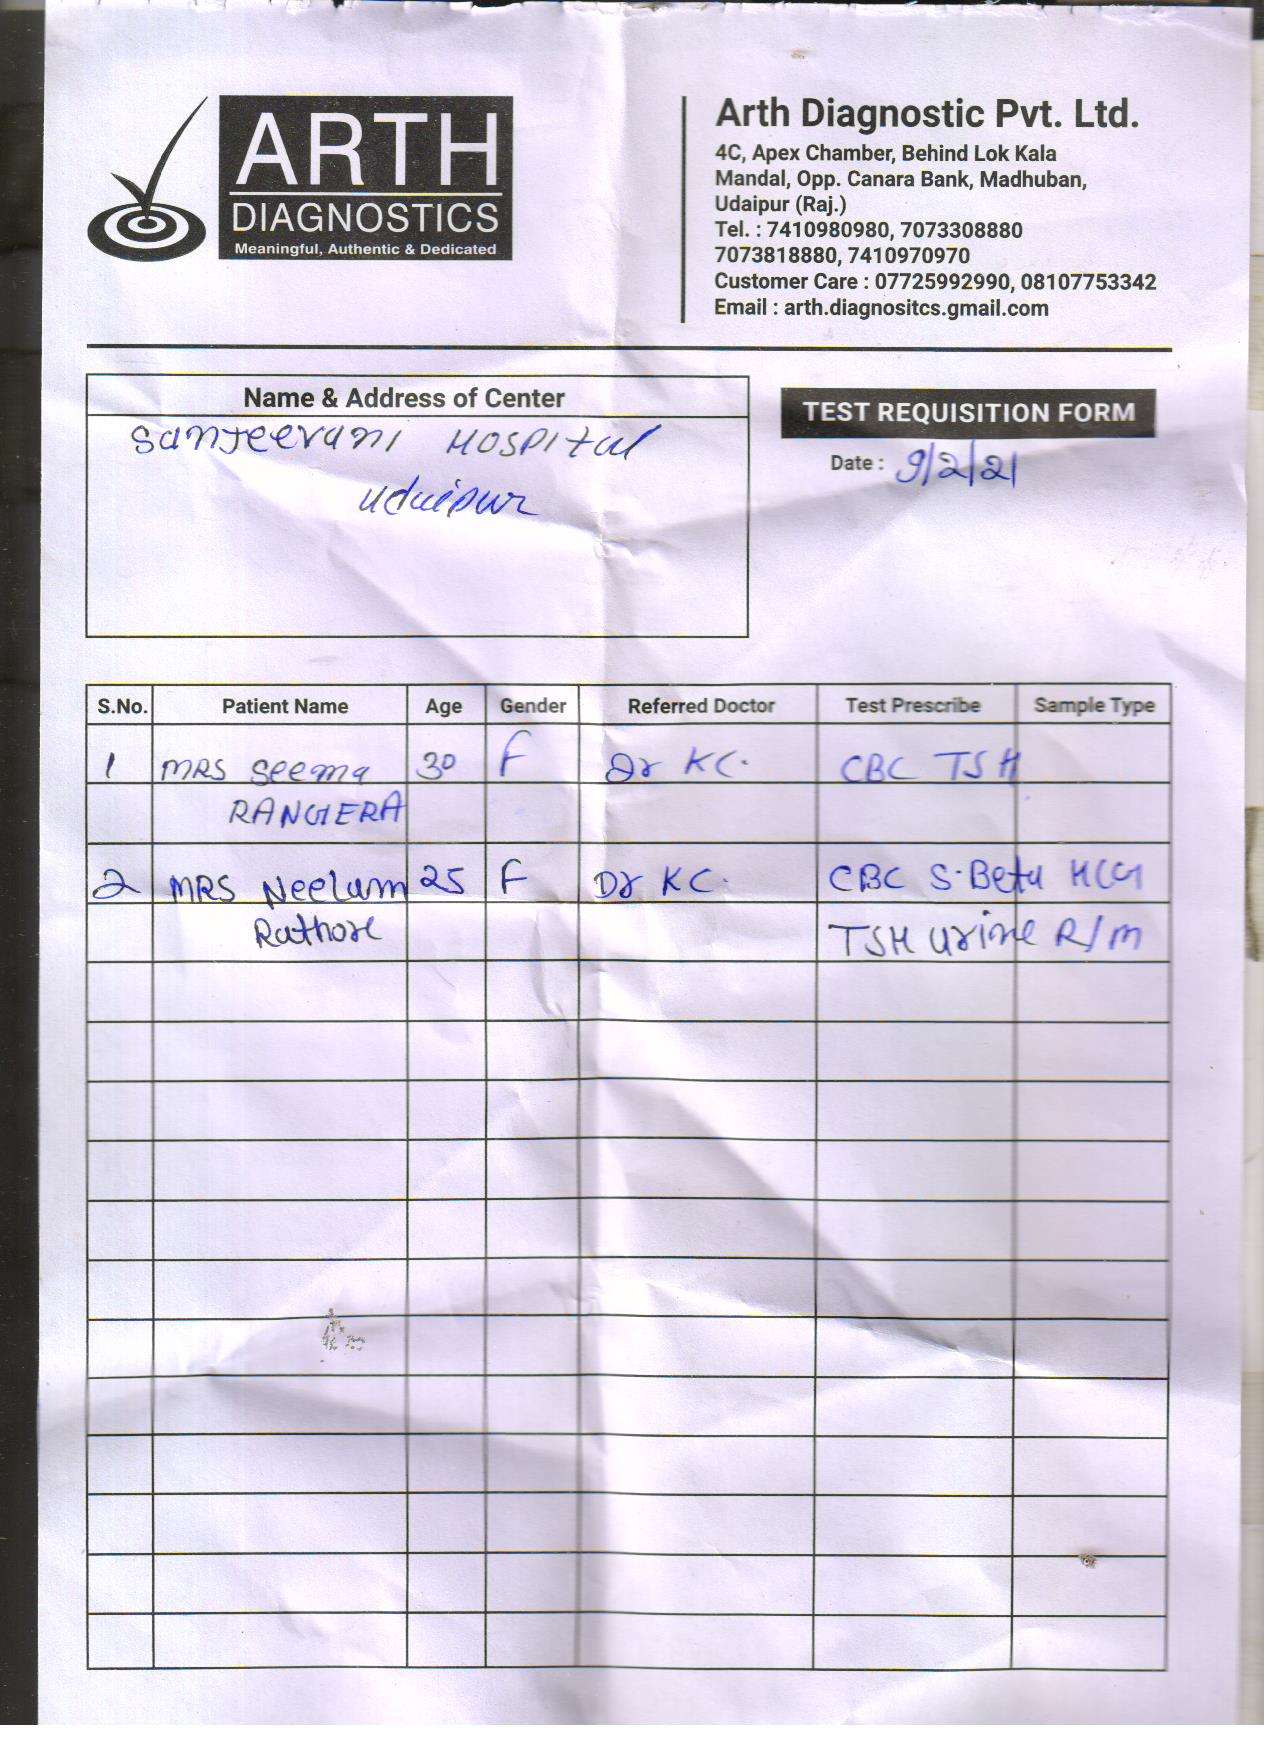 ARTH
DIAGNOSTICS
Meaningful, Authentic & Dedicated
Arth Diagnostic Pvt. Ltd.
4C, Apex Chamber, Behind Lok Kala
Mandal, Opp. Canara Bank, Madhuban,
Udaipur (Raj.)
Tel. : 7410980980, 7073308880
7073818880, 7410970970
Customer Care : 07725992990, 08107753342
Email : arth.diagnositcs.gmail.com
Name & Address of Center
Sanjeevani Hospital
Udaipur
TEST REQUISITION FORM
Date : 9/2/21
S.No. Patient Name Age Gender Referred Doctor Test Prescribe Sample Type
1 MRS Seema 30 F Dr KC. CBC TSH
RANGERA
2 MRS Neelam 25 F Dr KC. CBC S.Beta HCG
Rathore TSH Urine R/M